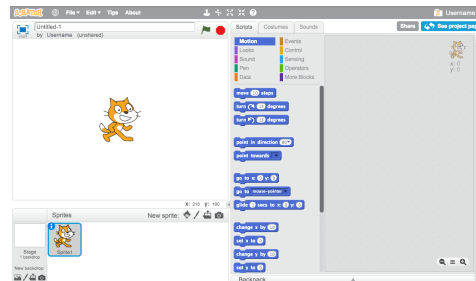 SCRATCH File Edit Tips About Username
Untitled-1
by Username (unshared)
Scripts Costumes Sounds
Share See project pag
Motion Events
Looks Control
Sound Sensing
Pen Operators
Data More Blocks
x: 0
y: 0
move 10 steps
turn 15 degrees
turn 15 degrees
point in direction 90
point towards
go to x: 0 y: 0
go to mouse-pointer
glide 1 secs to x: 0 y: 0
change x by 10
set x to 0
change y by 10
set y to 0
X: 219 y: 180
Sprites New sprite:
Stage
1 backdrop
Sprite1
New backdrop
Backpack